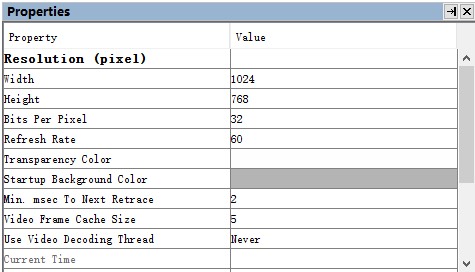 Properties
Property Value
Resolution (pixel)
Width 1024
Height 768
Bits Per Pixel 32
Refresh Rate 60
Transparency Color
Startup Background Color
Min. msec To Next Retrace 2
Video Frame Cache Size 5
Use Video Decoding Thread Never
Current Time